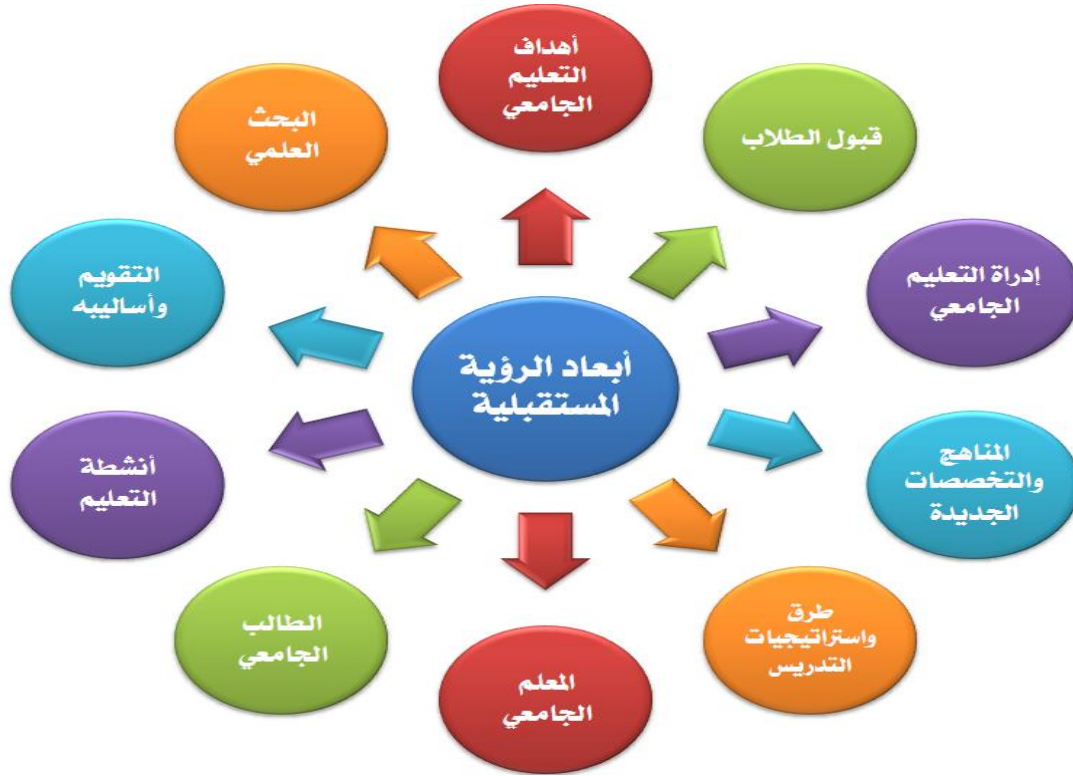 أهداف
التعليم
الجامعي
قبول الطلاب
إدراة التعليم
الجامعي
المناهج
والتخصصات
الجديدة
طرق
واستراتيجيات
التدريس
المعلم
الجامعي
الطالب
الجامعي
أنشطة
التعليم
التقويم
وأساليبه
البحث
العلمي
أبعاد الرؤية
المستقبلية